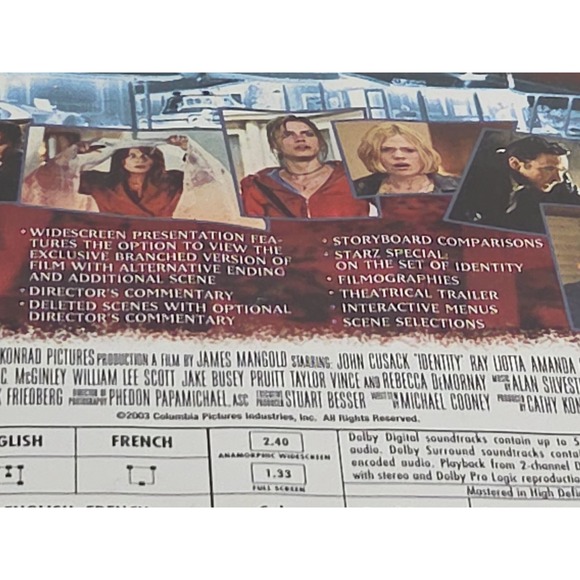 • WIDESCREEN PRESENTATION FEA-
TURES THE OPTION TO VIEW THE
EXCLUSIVE BRANCHED VERSION OF
FILM WITH ALTERNATIVE ENDING
AND ADDITIONAL SCENE
• DIRECTOR'S COMMENTARY
• DELETED SCENES WITH OPTIONAL
DIRECTOR'S COMMENTARY
• STORYBOARD COMPARISONS
• STARZ SPECIAL:
ON THE SET OF IDENTITY
• FILMOGRAPHIES
• THEATRICAL TRAILER
• INTERACTIVE MENUS
• SCENE SELECTIONS
KONRAD PICTURES PRODUCTION A FILM BY JAMES MANGOLD STARRING: JOHN CUSACK "IDENTITY" RAY LIOTTA AMANDA
C. McGINLEY WILLIAM LEE SCOTT JAKE BUSEY PRUITT TAYLOR VINCE AND REBECCA DeMORNAY MUSIC BY ALAN SILVEST
FRIEDBERG DIRECTOR OF PHOTOGRAPHY PHEDON PAPAMICHAEL, ASC EXECUTIVE PRODUCER STUART BESSER WRITTEN BY MICHAEL COONEY PRODUCED BY CATHY KON
©2003 Columbia Pictures Industries, Inc. All Rights Reserved.
GLISH FRENCH
2.40
ANAMORPHIC WIDESCREEN
1.33
FULL SCREEN
Dolby Digital soundtracks contain up to 5
audio. Dolby Surround soundtracks contain
encoded audio. Playback from 2-channel D
with stereo and Dolby Pro Logic reproductio
Mastered in High Defi